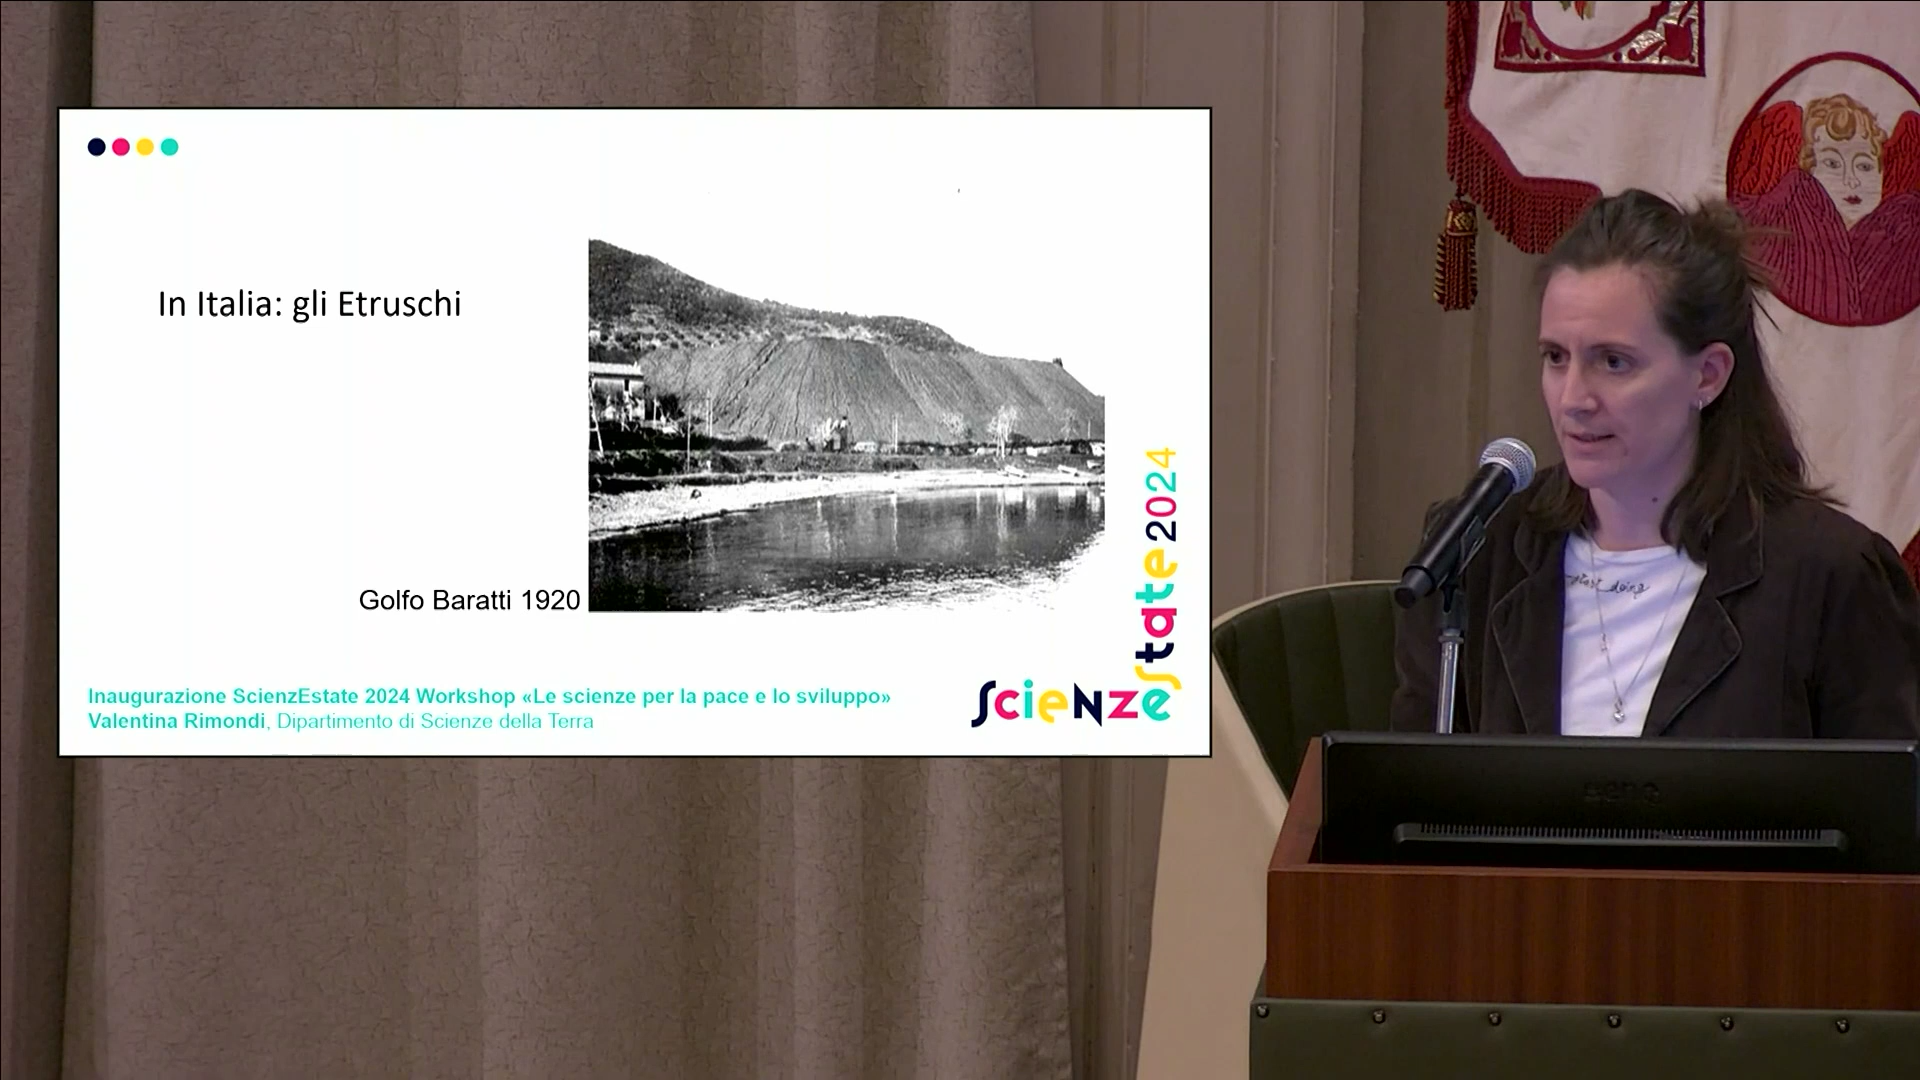 In Italia: gli Etruschi
Golfo Baratti 1920
Inaugurazione ScienzEstate 2024 Workshop «Le scienze per la pace e lo sviluppo»
Valentina Rimondi, Dipartimento di Scienze della Terra
ScieNzEstate2024
doing